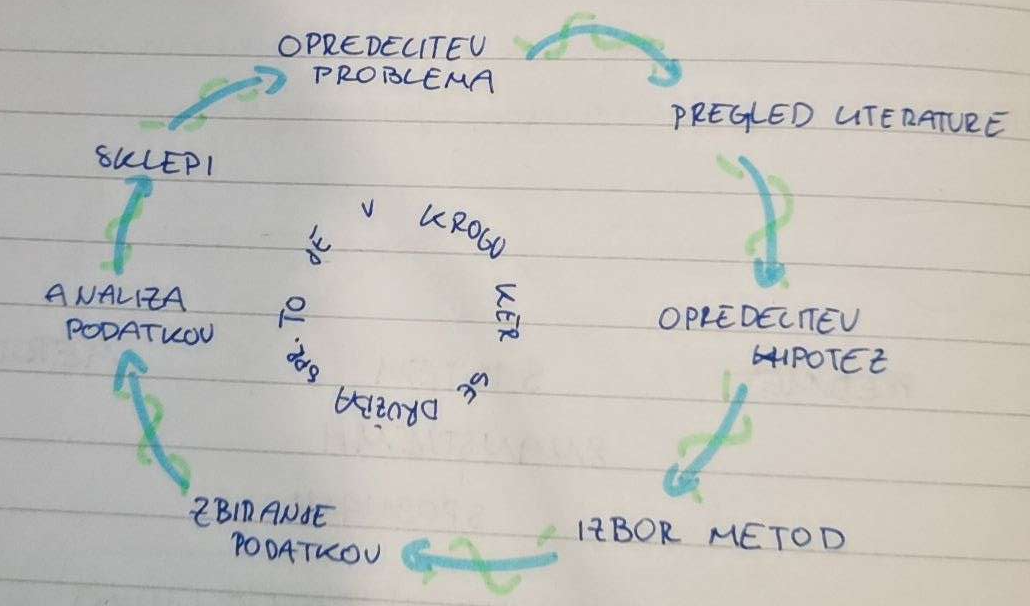 OPREDELITEV
PROBLEMA
PREGLED LITERATURE
OPREDELITEV
HIPOTEZ
IZBOR METOD
ZBIRANJE
PODATKOV
ANALIZA
PODATKOV
SKLEPI
TO JE V KROGU KER SE DRUŽBA SPR.